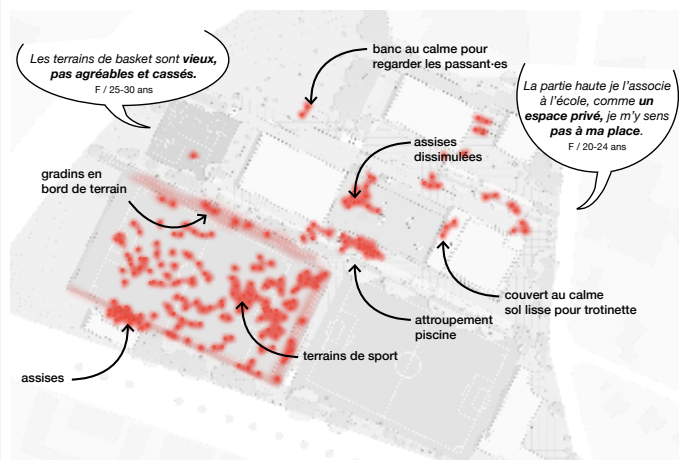 Les terrains de basket sont vieux,
pas agréables et cassés.
F / 25-30 ans
banc au calme pour
regarder les passant·es
La partie haute je l'associe
à l'école, comme un
espace privé, je m'y sens
pas à ma place.
F / 20-24 ans
assises
dissimulées
gradins en
bord de terrain
couvert au calme
sol lisse pour trotinette
attroupement
piscine
terrains de sport
assises